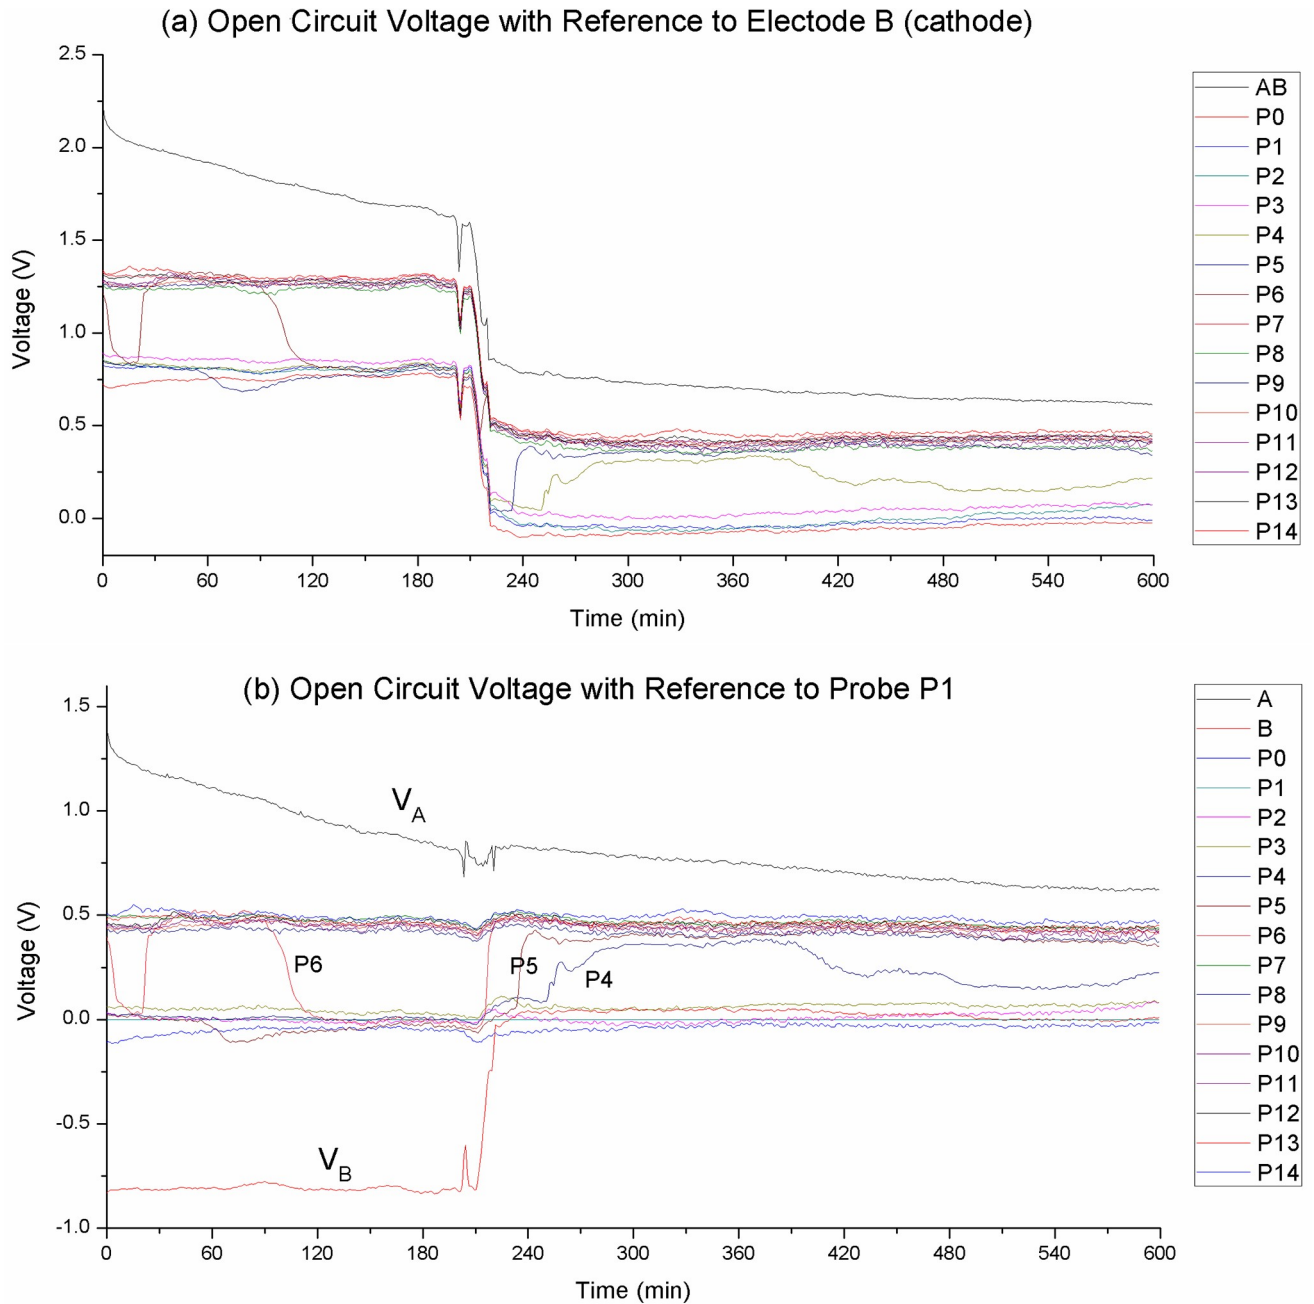 (a) Open Circuit Voltage with Reference to Electode B (cathode)
2.5
2.0
1.5
1.0
0.5
0.0
Voltage (V)
0 60 120 180 240 300 360 420 480 540 600
Time (min)
AB
P0
P1
P2
P3
P4
P5
P6
P7
P8
P9
P10
P11
P12
P13
P14
(b) Open Circuit Voltage with Reference to Probe P1
1.5
1.0
0.5
0.0
-0.5
-1.0
Voltage (V)
VA
P6
P5
P4
VB
0 60 120 180 240 300 360 420 480 540 600
Time (min)
A
B
P0
P1
P2
P3
P4
P5
P6
P7
P8
P9
P10
P11
P12
P13
P14